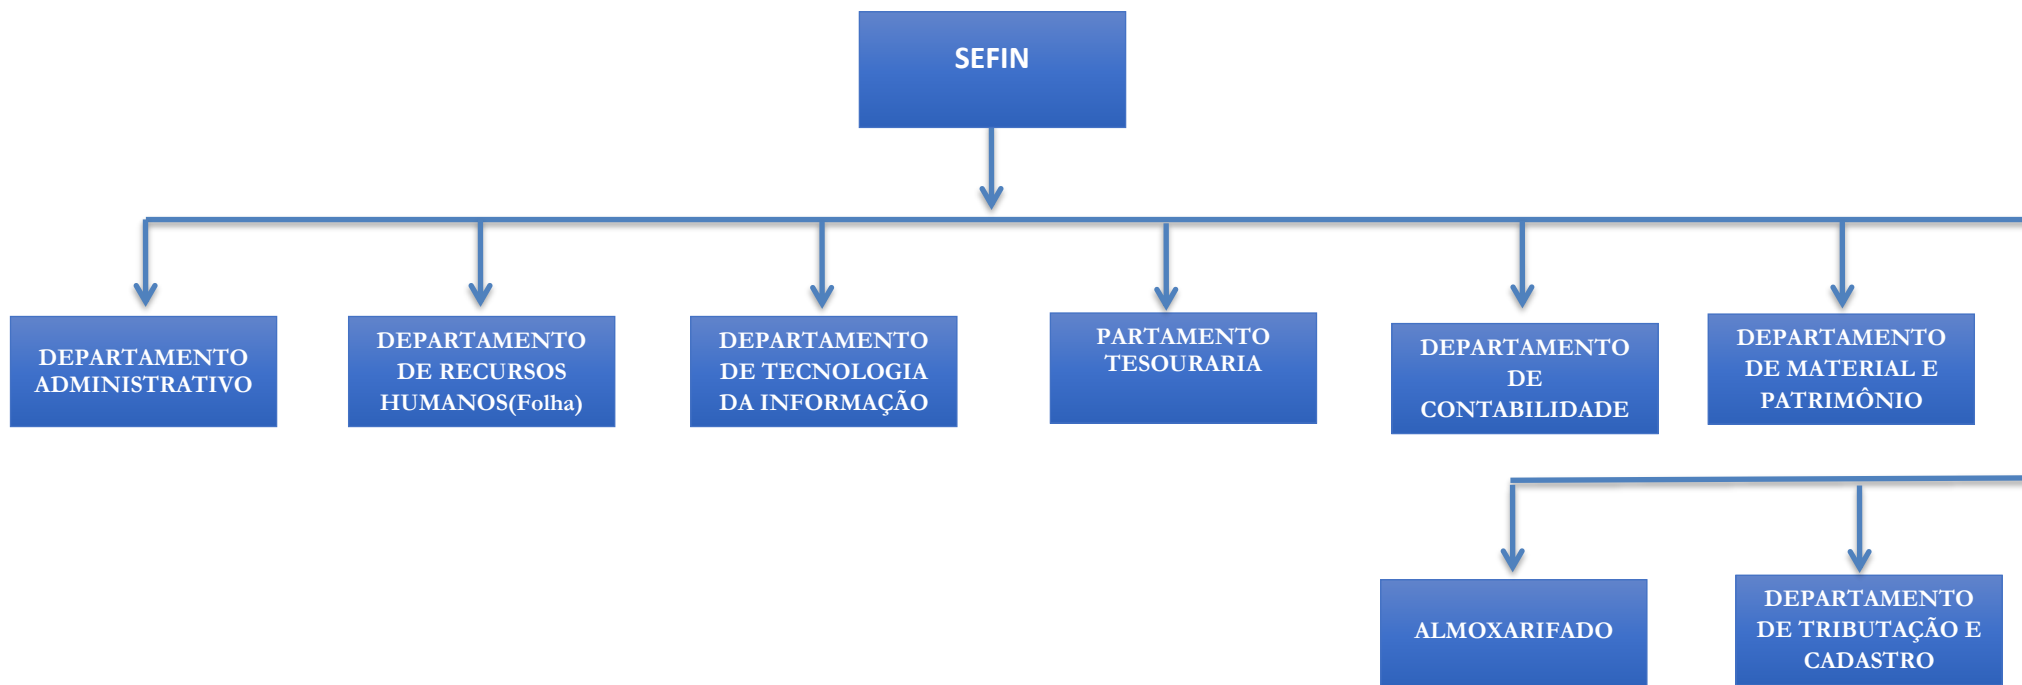 SEFIN
DEPARTAMENTO
ADMINISTRATIVO
DEPARTAMENTO
DE RECURSOS
HUMANOS(Folha)
DEPARTAMENTO
DE TECNOLOGIA
DA INFORMAÇÃO
PARTAMENTO
TESOURARIA
DEPARTAMENTO
DE
CONTABILIDADE
DEPARTAMENTO
DE MATERIAL E
PATRIMÔNIO
ALMOXARIFADO
DEPARTAMENTO
DE TRIBUTAÇÃO E
CADASTRO